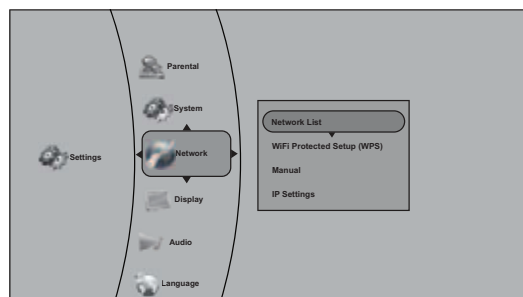 Settings
Parental
System
Network
Display
Audio
Language
Network List
WiFi Protected Setup (WPS)
Manual
IP Settings